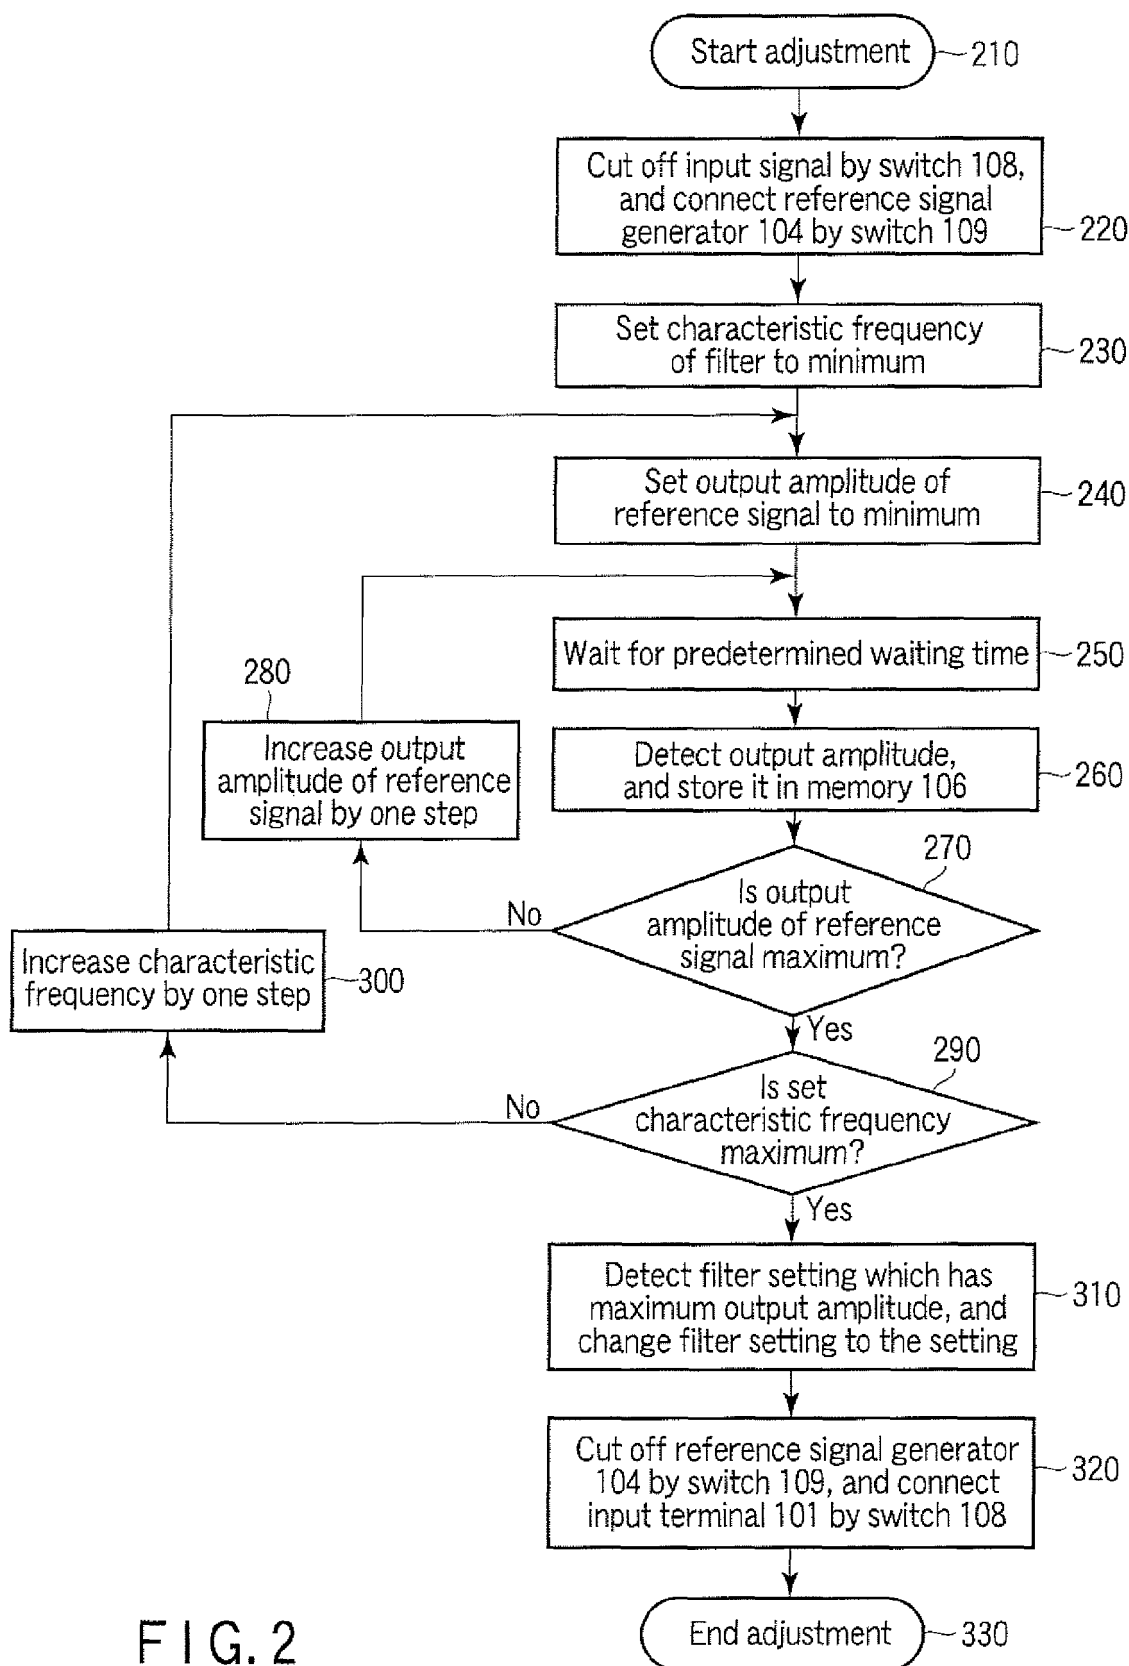 Start adjustment
210
Cut off input signal by switch 108,
and connect reference signal
generator 104 by switch 109
220
Set characteristic frequency
of filter to minimum
230
Set output amplitude of
reference signal to minimum
240
Wait for predetermined waiting time
250
280
Increase output
amplitude of reference
signal by one step
Detect output amplitude,
and store it in memory 106
260
270
Is output
amplitude of reference
signal maximum?
No
Yes
Increase characteristic
frequency by one step
300
290
Is set
characteristic frequency
maximum?
No
Yes
Detect filter setting which has
maximum output amplitude, and
change filter setting to the setting
310
Cut off reference signal generator
104 by switch 109, and connect
input terminal 101 by switch 108
320
End adjustment
330
FIG. 2